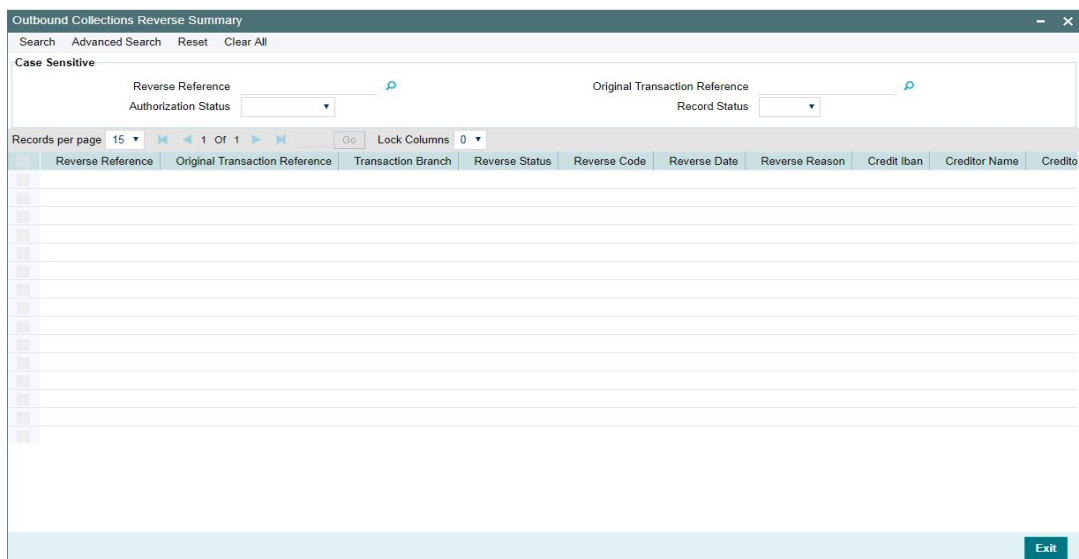 Outbound Collections Reverse Summary
Search Advanced Search Reset Clear All
Case Sensitive
Reverse Reference Original Transaction Reference
Authorization Status Record Status
Records per page 15 1 Of 1 Go Lock Columns 0
Reverse Reference Original Transaction Reference Transaction Branch Reverse Status Reverse Code Reverse Date Reverse Reason Credit Iban Creditor Name Credito
Exit